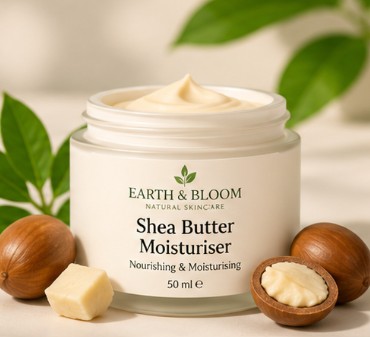 EARTH & BLOOM
NATURAL SKINCARE
Shea Butter
Moisturiser
Nourishing & Moisturising
50 ml ℮